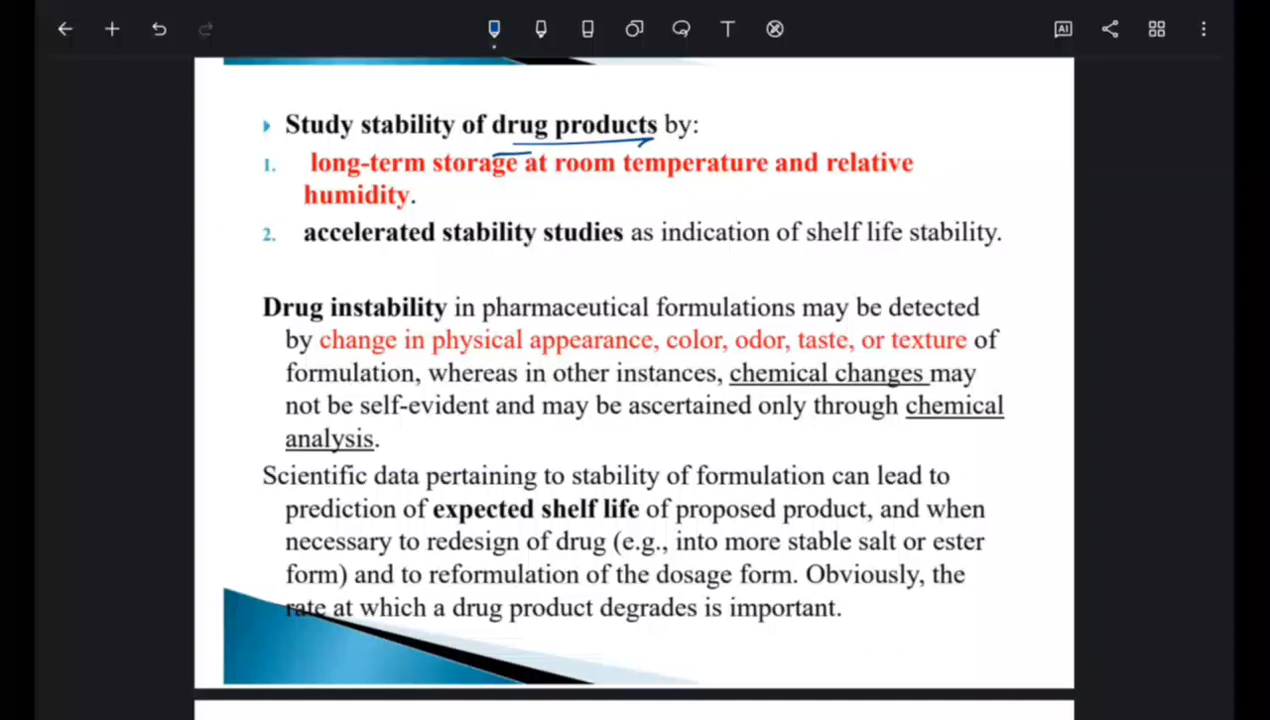 AI
T
Study stability of drug products by:
1. long-term storage at room temperature and relative
humidity.
2. accelerated stability studies as indication of shelf life stability.
Drug instability in pharmaceutical formulations may be detected
by change in physical appearance, color, odor, taste, or texture of
formulation, whereas in other instances, chemical changes may
not be self-evident and may be ascertained only through chemical
analysis.
Scientific data pertaining to stability of formulation can lead to
prediction of expected shelf life of proposed product, and when
necessary to redesign of drug (e.g., into more stable salt or ester
form) and to reformulation of the dosage form. Obviously, the
rate at which a drug product degrades is important.